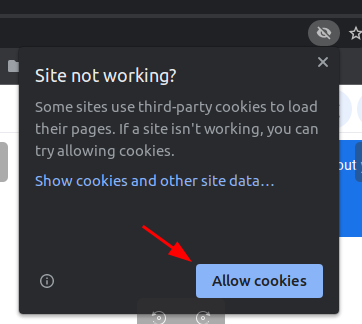 Site not working?
Some sites use third-party cookies to load
their pages. If a site isn't working, you can
try allowing cookies.
Show cookies and other site data...
out
Allow cookies